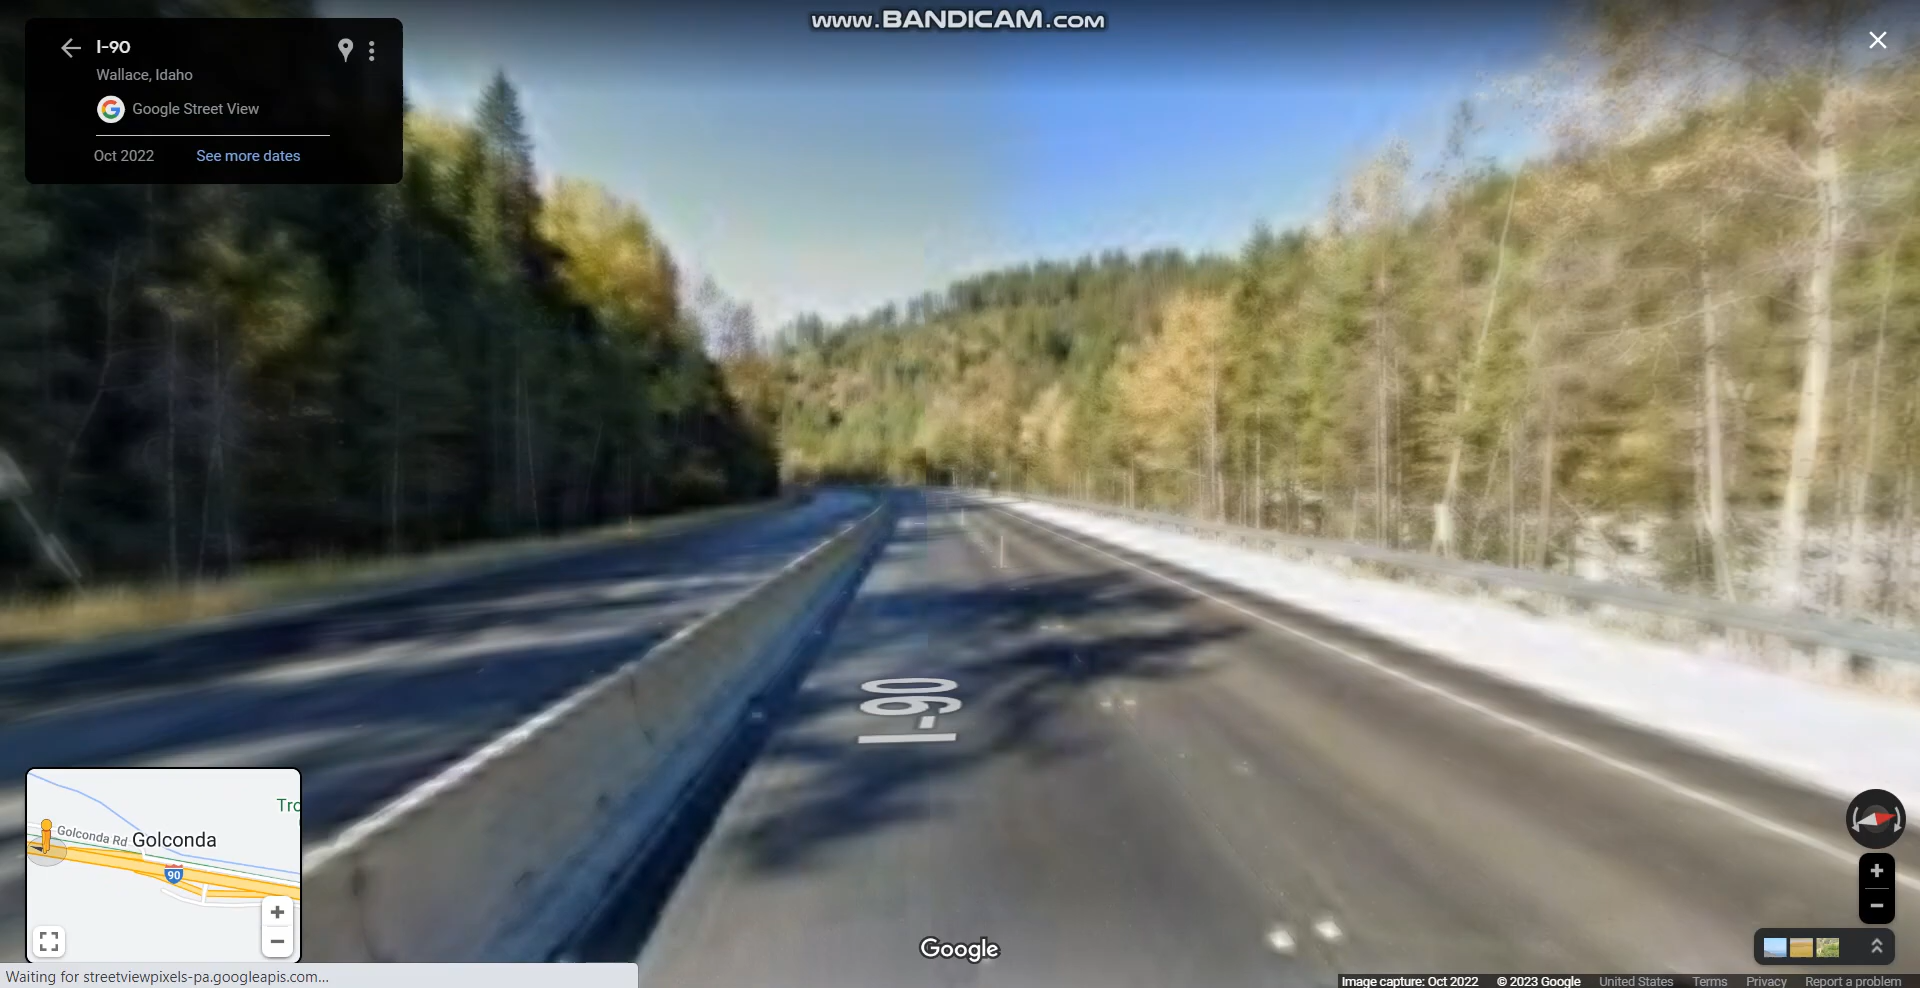 www.BANDICAM.com
I-90
Wallace, Idaho
Google Street View
Oct 2022
See more dates
I-90
Tro
Golconda Rd
Golconda
90
Google
Waiting for streetviewpixels-pa.googleapis.com...
Image capture: Oct 2022 © 2023 Google United States Terms Privacy Report a problem